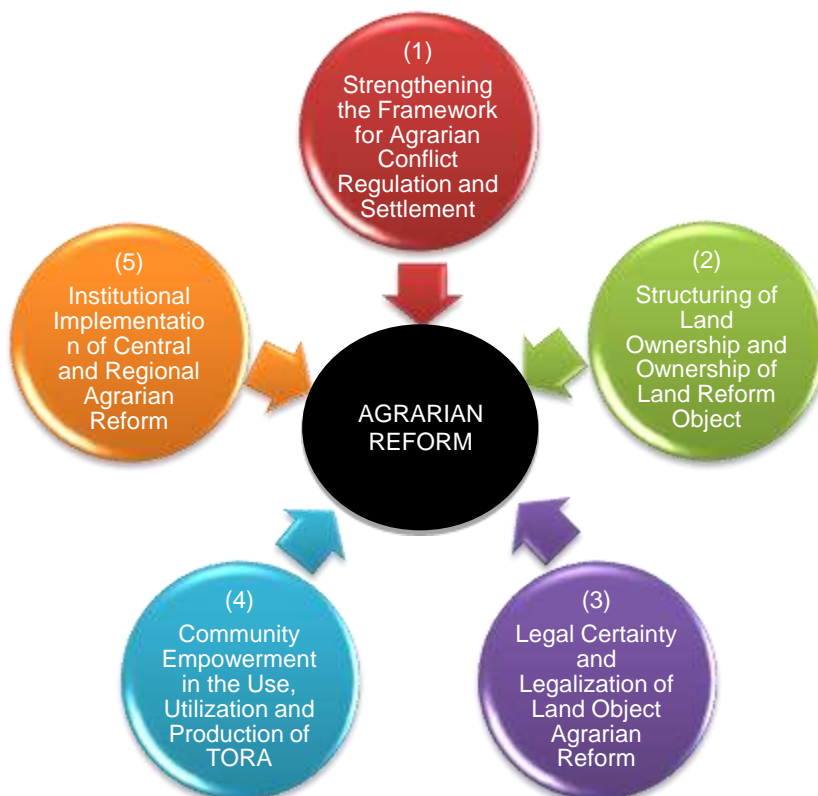 (1)
Strengthening
the Framework
for Agrarian
Conflict
Regulation and
Settlement
(2)
Structuring of
Land
Ownership and
Ownership of
Land Reform
Object
(3)
Legal Certainty
and
Legalization of
Land Object
Agrarian
Reform
(4)
Community
Empowerment
in the Use,
Utilization and
Production of
TORA
(5)
Institutional
Implementatio
n of Central
and Regional
Agrarian
Reform
AGRARIAN
REFORM